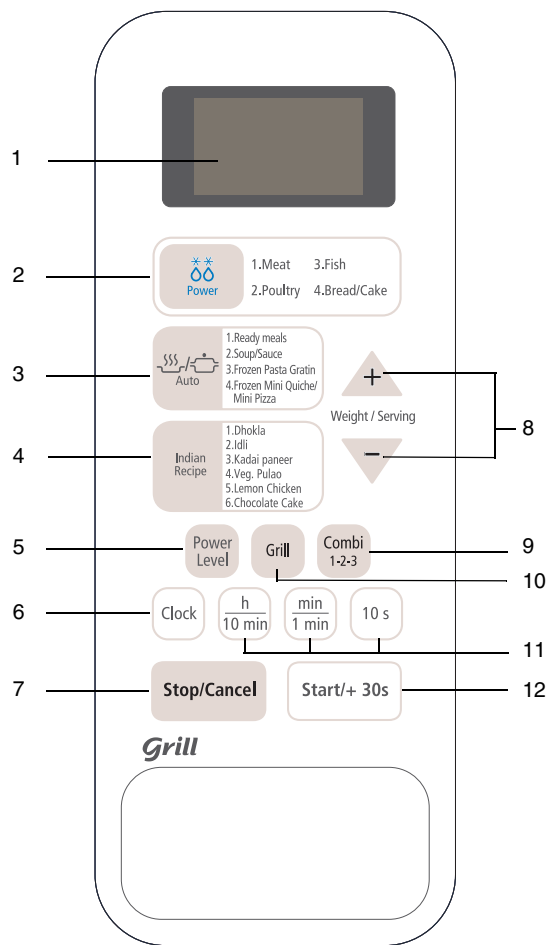 1
2
Power
1.Meat 3.Fish
2.Poultry 4.Bread/Cake
3
/
Auto
1.Ready meals
2.Soup/Sauce
3.Frozen Pasta Gratin
4.Frozen Mini Quiche/
Mini Pizza
+
Weight / Serving
−
8
4
Indian
Recipe
1.Dhokla
2.Idli
3.Kadai paneer
4.Veg. Pulao
5.Lemon Chicken
6.Chocolate Cake
5
Power
Level
Grill
Combi
1-2-3
9
10
6
Clock
h
10 min
min
1 min
10 s
11
7
Stop/Cancel
Start/+ 30s
12
Grill